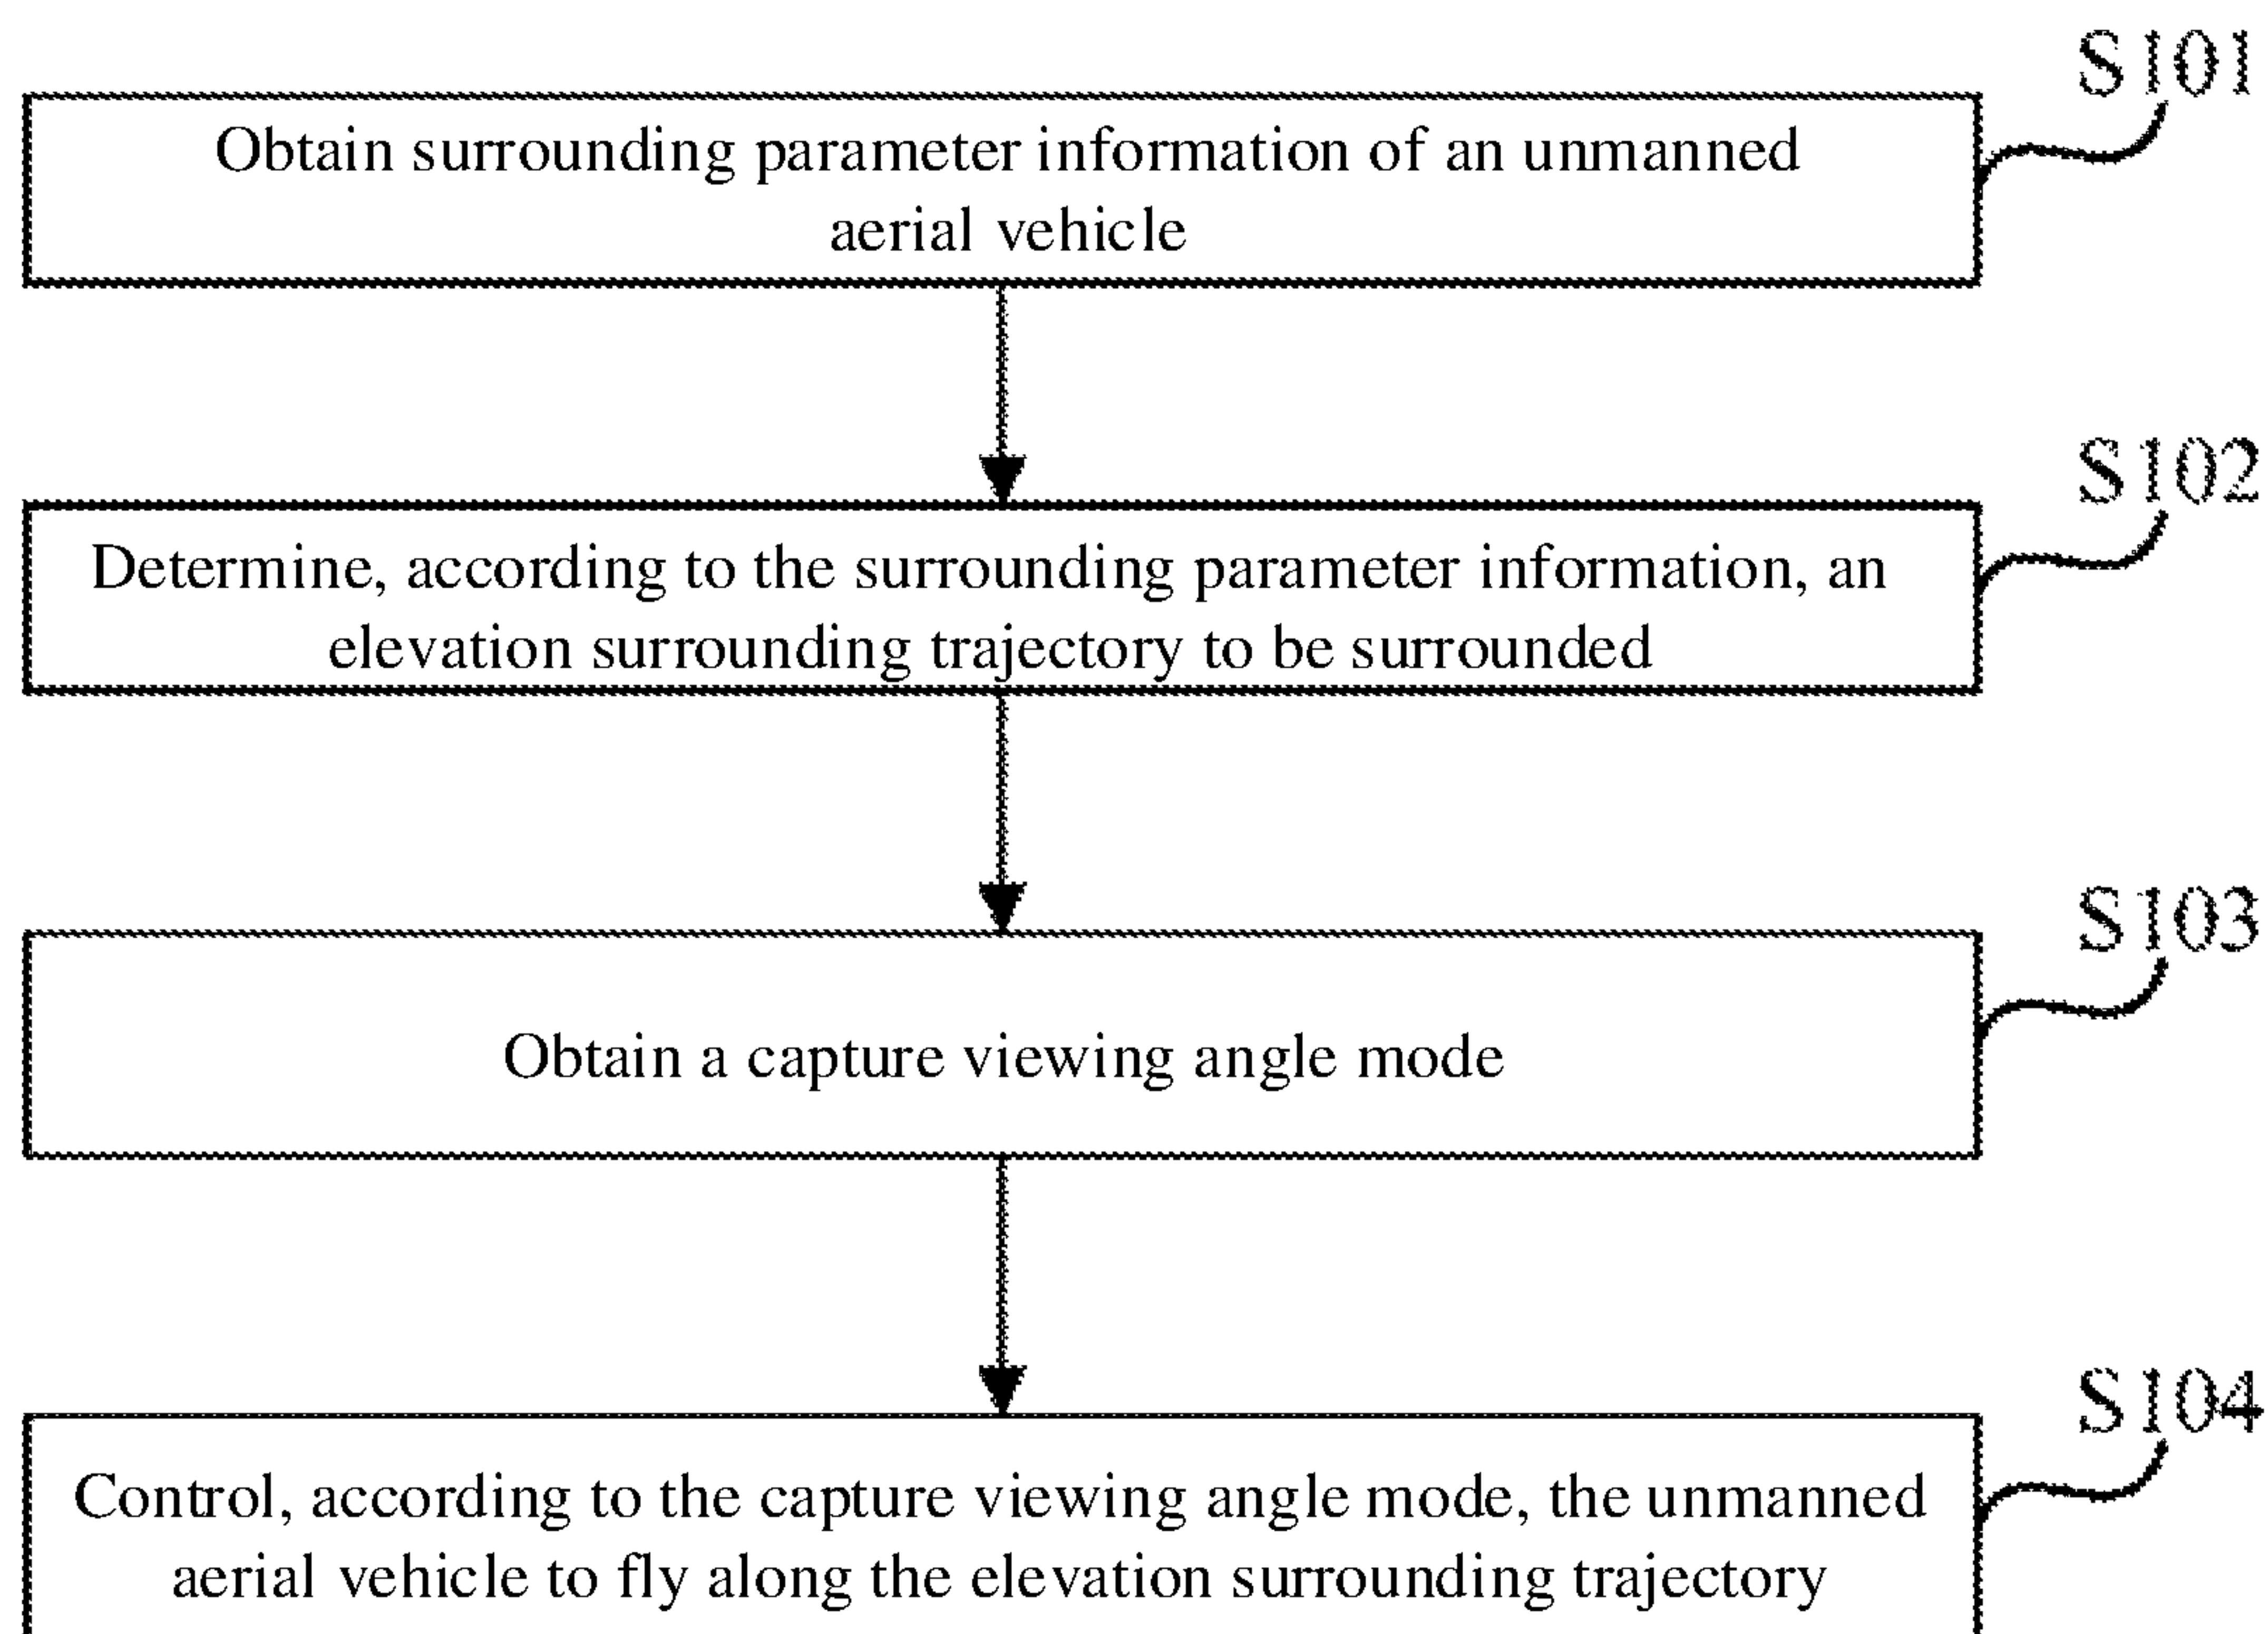 S101
Obtain surrounding parameter information of an unmanned
aerial vehicle
S102
Determine, according to the surrounding parameter information, an
elevation surrounding trajectory to be surrounded
S103
Obtain a capture viewing angle mode
S104
Control, according to the capture viewing angle mode, the unmanned
aerial vehicle to fly along the elevation surrounding trajectory